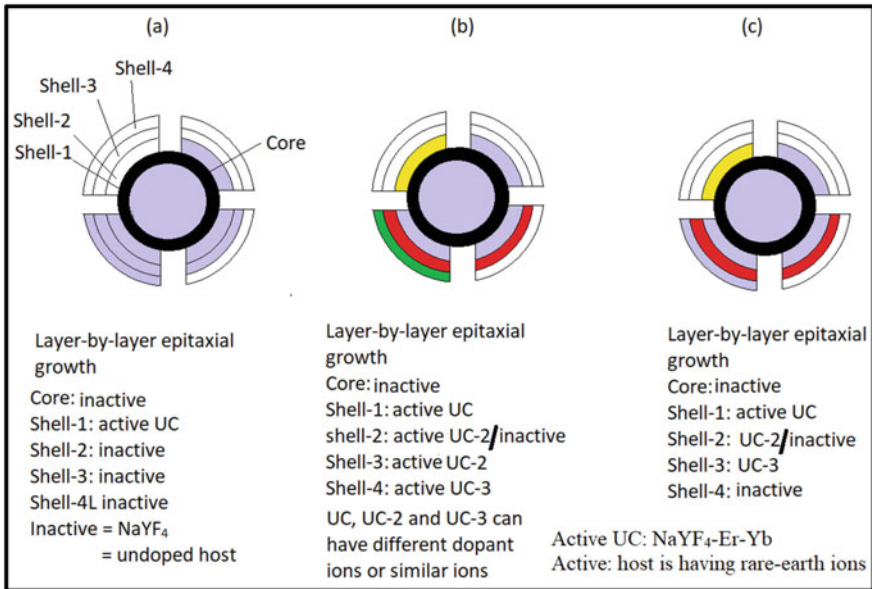 (a)
Shell-4
Shell-3
Shell-2
Shell-1
Core
Layer-by-layer epitaxial
growth
Core: inactive
Shell-1: active UC
Shell-2: inactive
Shell-3: inactive
Shell-4L inactive
Inactive = NaYF₄
= undoped host
(b)
Layer-by-layer epitaxial
growth
Core: inactive
Shell-1: active UC
shell-2: active UC-2/inactive
Shell-3: active UC-2
Shell-4: active UC-3
UC, UC-2 and UC-3 can
have different dopant
ions or similar ions
(c)
Layer-by-layer epitaxial
growth
Core: inactive
Shell-1: active UC
Shell-2: UC-2/inactive
Shell-3: UC-3
Shell-4: inactive
Active UC: NaYF₄-Er-Yb
Active: host is having rare-earth ions